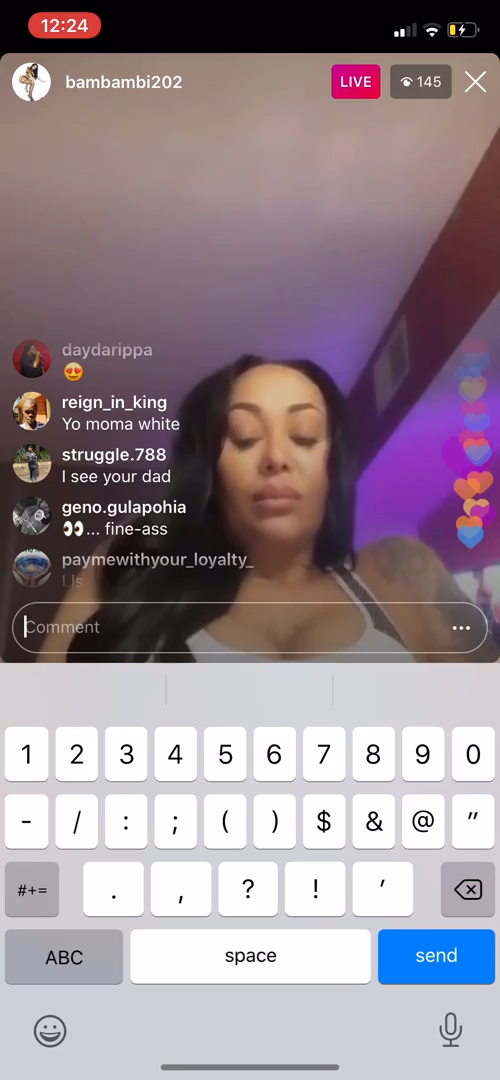 12:24
bambambi202
LIVE
145
daydarippa
😍
reign_in_king
Yo moma white
struggle.788
I see your dad
geno.gulapohia
👀... fine-ass
paymewithyour_loyalty_
Comment
1 2 3 4 5 6 7 8 9 0
- / : ; ( ) $ & @ "
#+= . , ? ! '
ABC space send